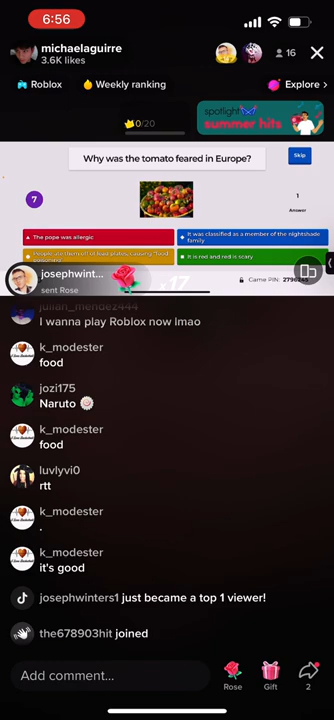 6:56
michaelaguirre
3.6K likes
16
Roblox
Weekly ranking
Explore >
0/20
spotlight
summer hits
Why was the tomato feared in Europe?
Skip
7
1
Answer
The pope was allergic
It was classified as a member of the nightshade family
People ate them off of lead plates, causing "food
It is red and red is scary
Game PIN:
josephwint...
sent Rose
x17
julian_mendez444
I wanna play Roblox now lmao
k_modester
food
jozi175
Naruto 🍥
k_modester
food
luvlyvi0
rtt
k_modester
.
k_modester
it's good
josephwinters1 just became a top 1 viewer!
the678903hit joined
Add comment...
Rose
Gift
2